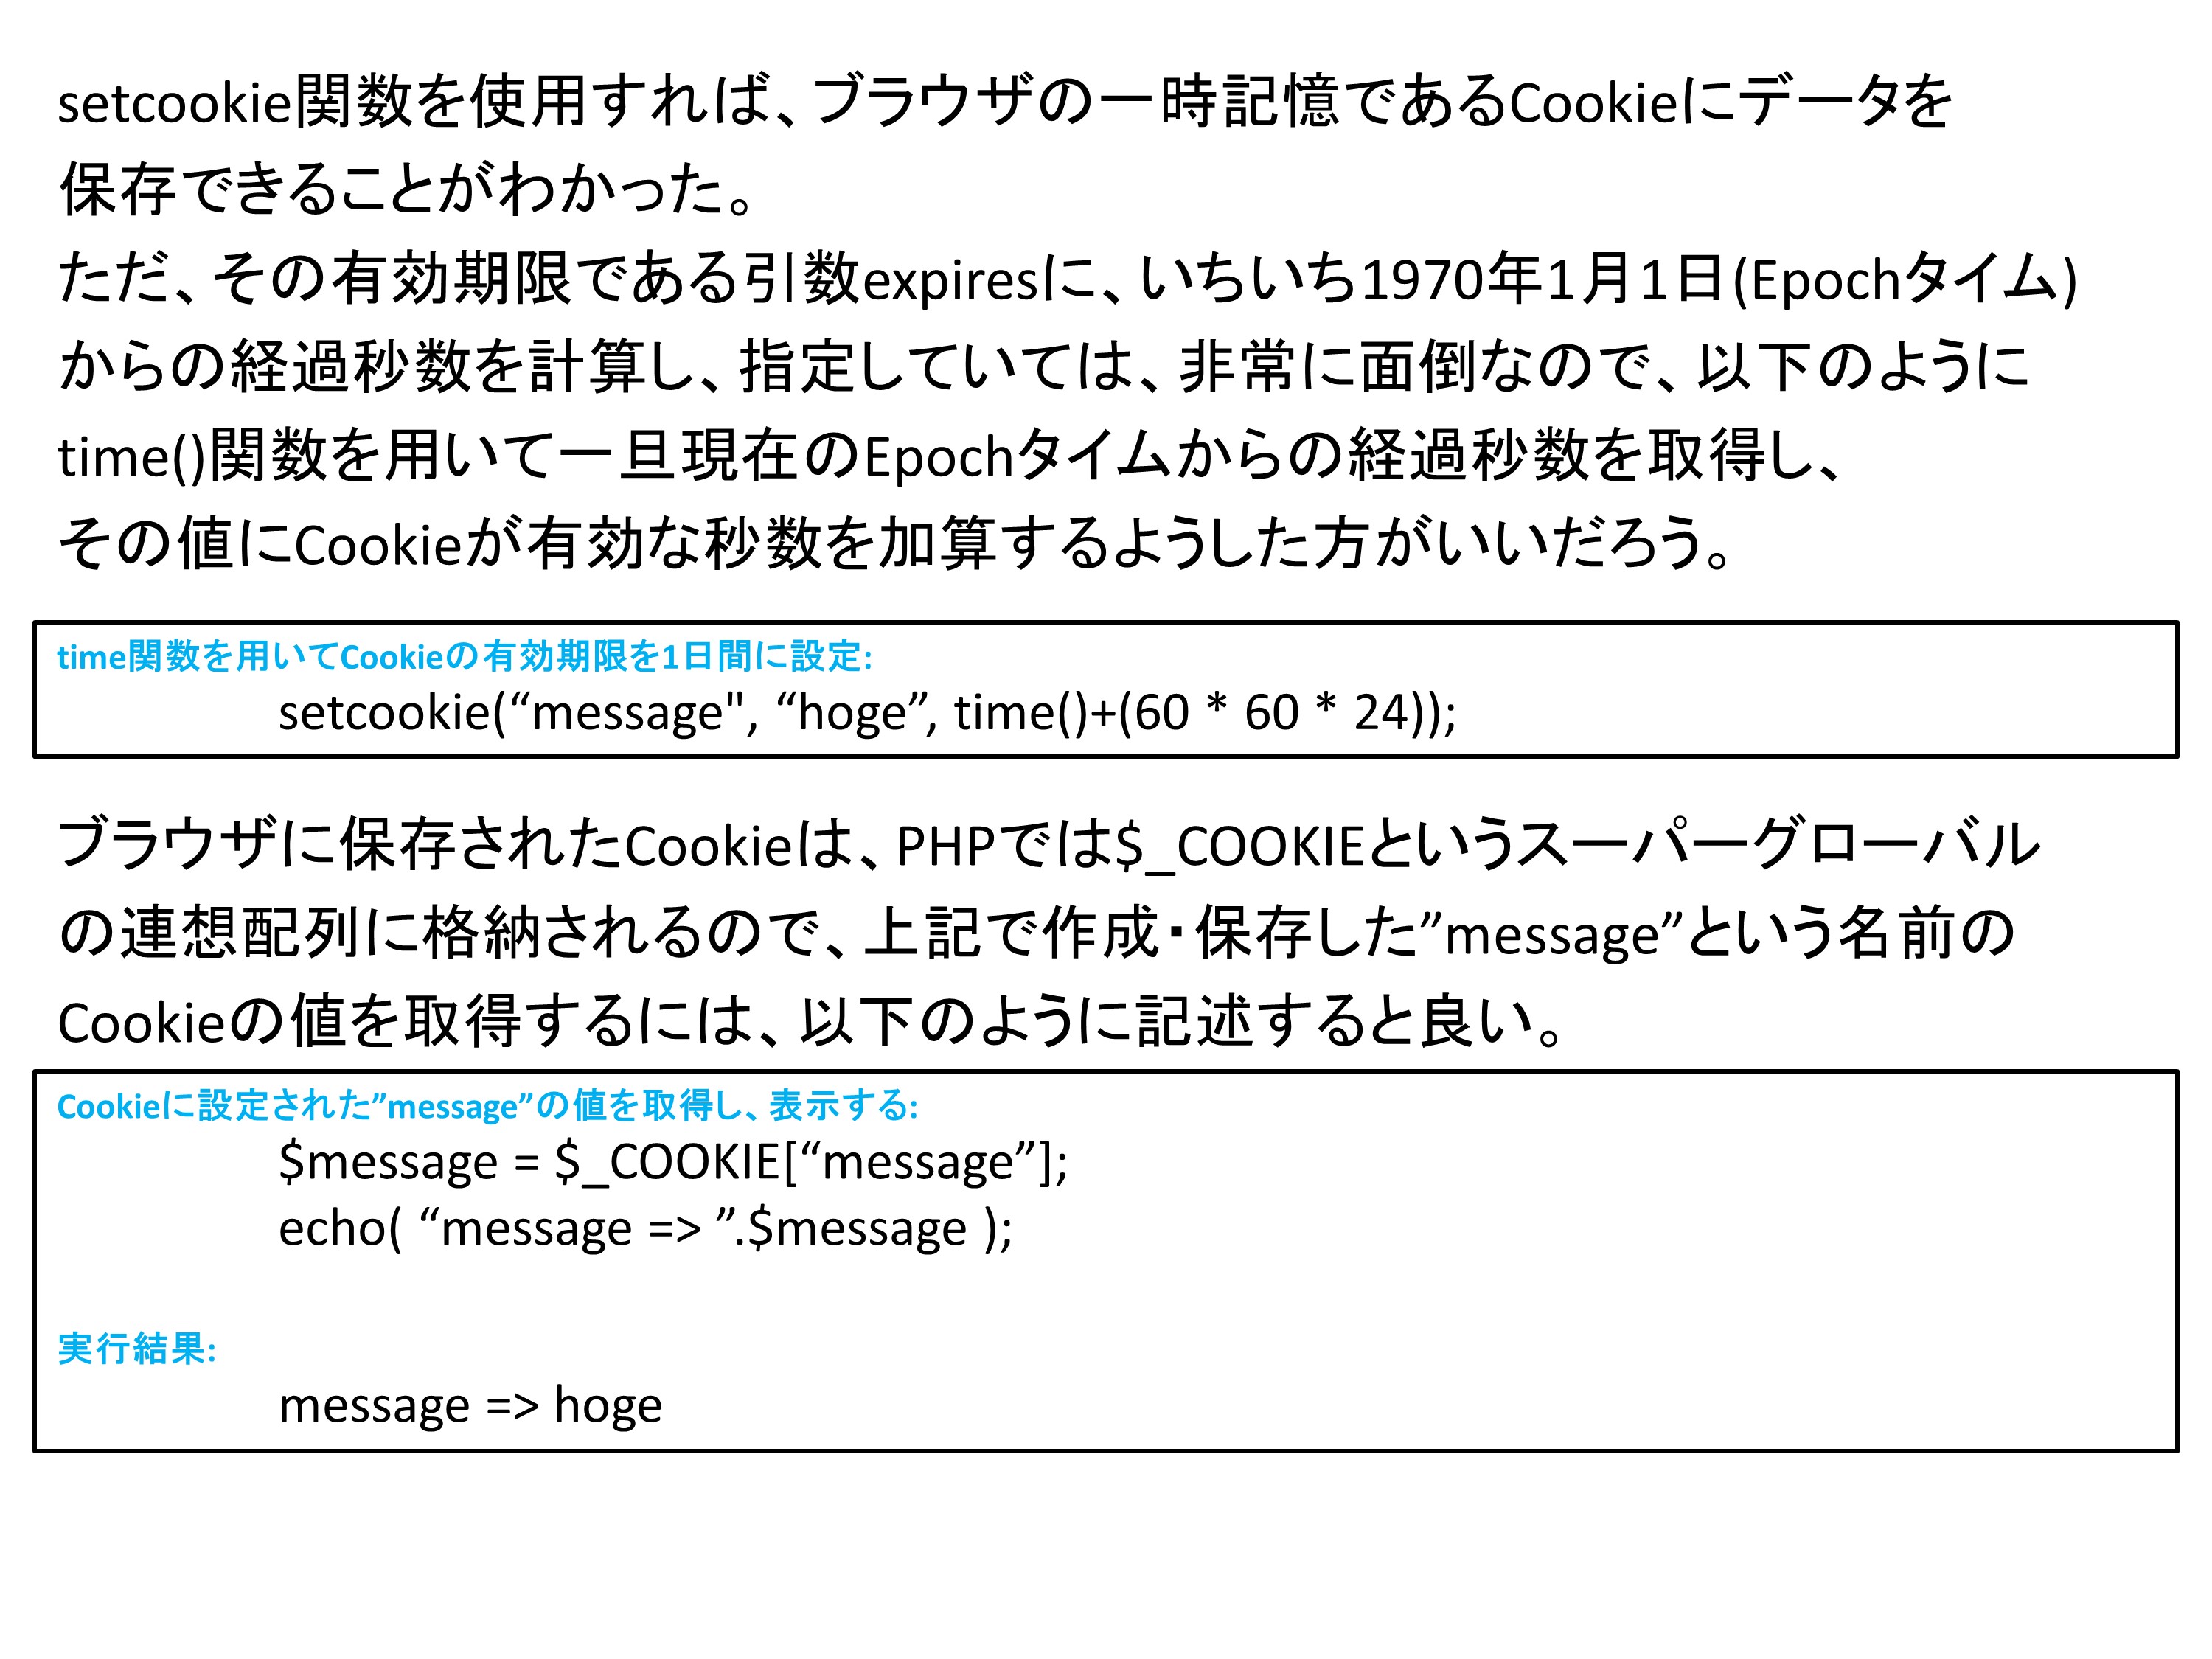 setcookie関数を使用すれば、ブラウザの一時記憶であるCookieにデータを
保存できることがわかった。
ただ、その有効期限である引数expiresに、いちいち1970年1月1日(Epochタイム)
からの経過秒数を計算し、指定していては、非常に面倒なので、以下のように
time()関数を用いて一旦現在のEpochタイムからの経過秒数を取得し、
その値にCookieが有効な秒数を加算するようした方がいいだろう。
time関数を用いてCookieの有効期限を1日間に設定:
setcookie(“message", “hoge”, time()+(60 * 60 * 24));
ブラウザに保存されたCookieは、PHPでは$_COOKIEというスーパーグローバル
の連想配列に格納されるので、上記で作成・保存した”message”という名前の
Cookieの値を取得するには、以下のように記述すると良い。
Cookieに設定された”message”の値を取得し、表示する:
$message = $_COOKIE[“message”];
echo( “message => ”.$message );
実行結果:
message => hoge